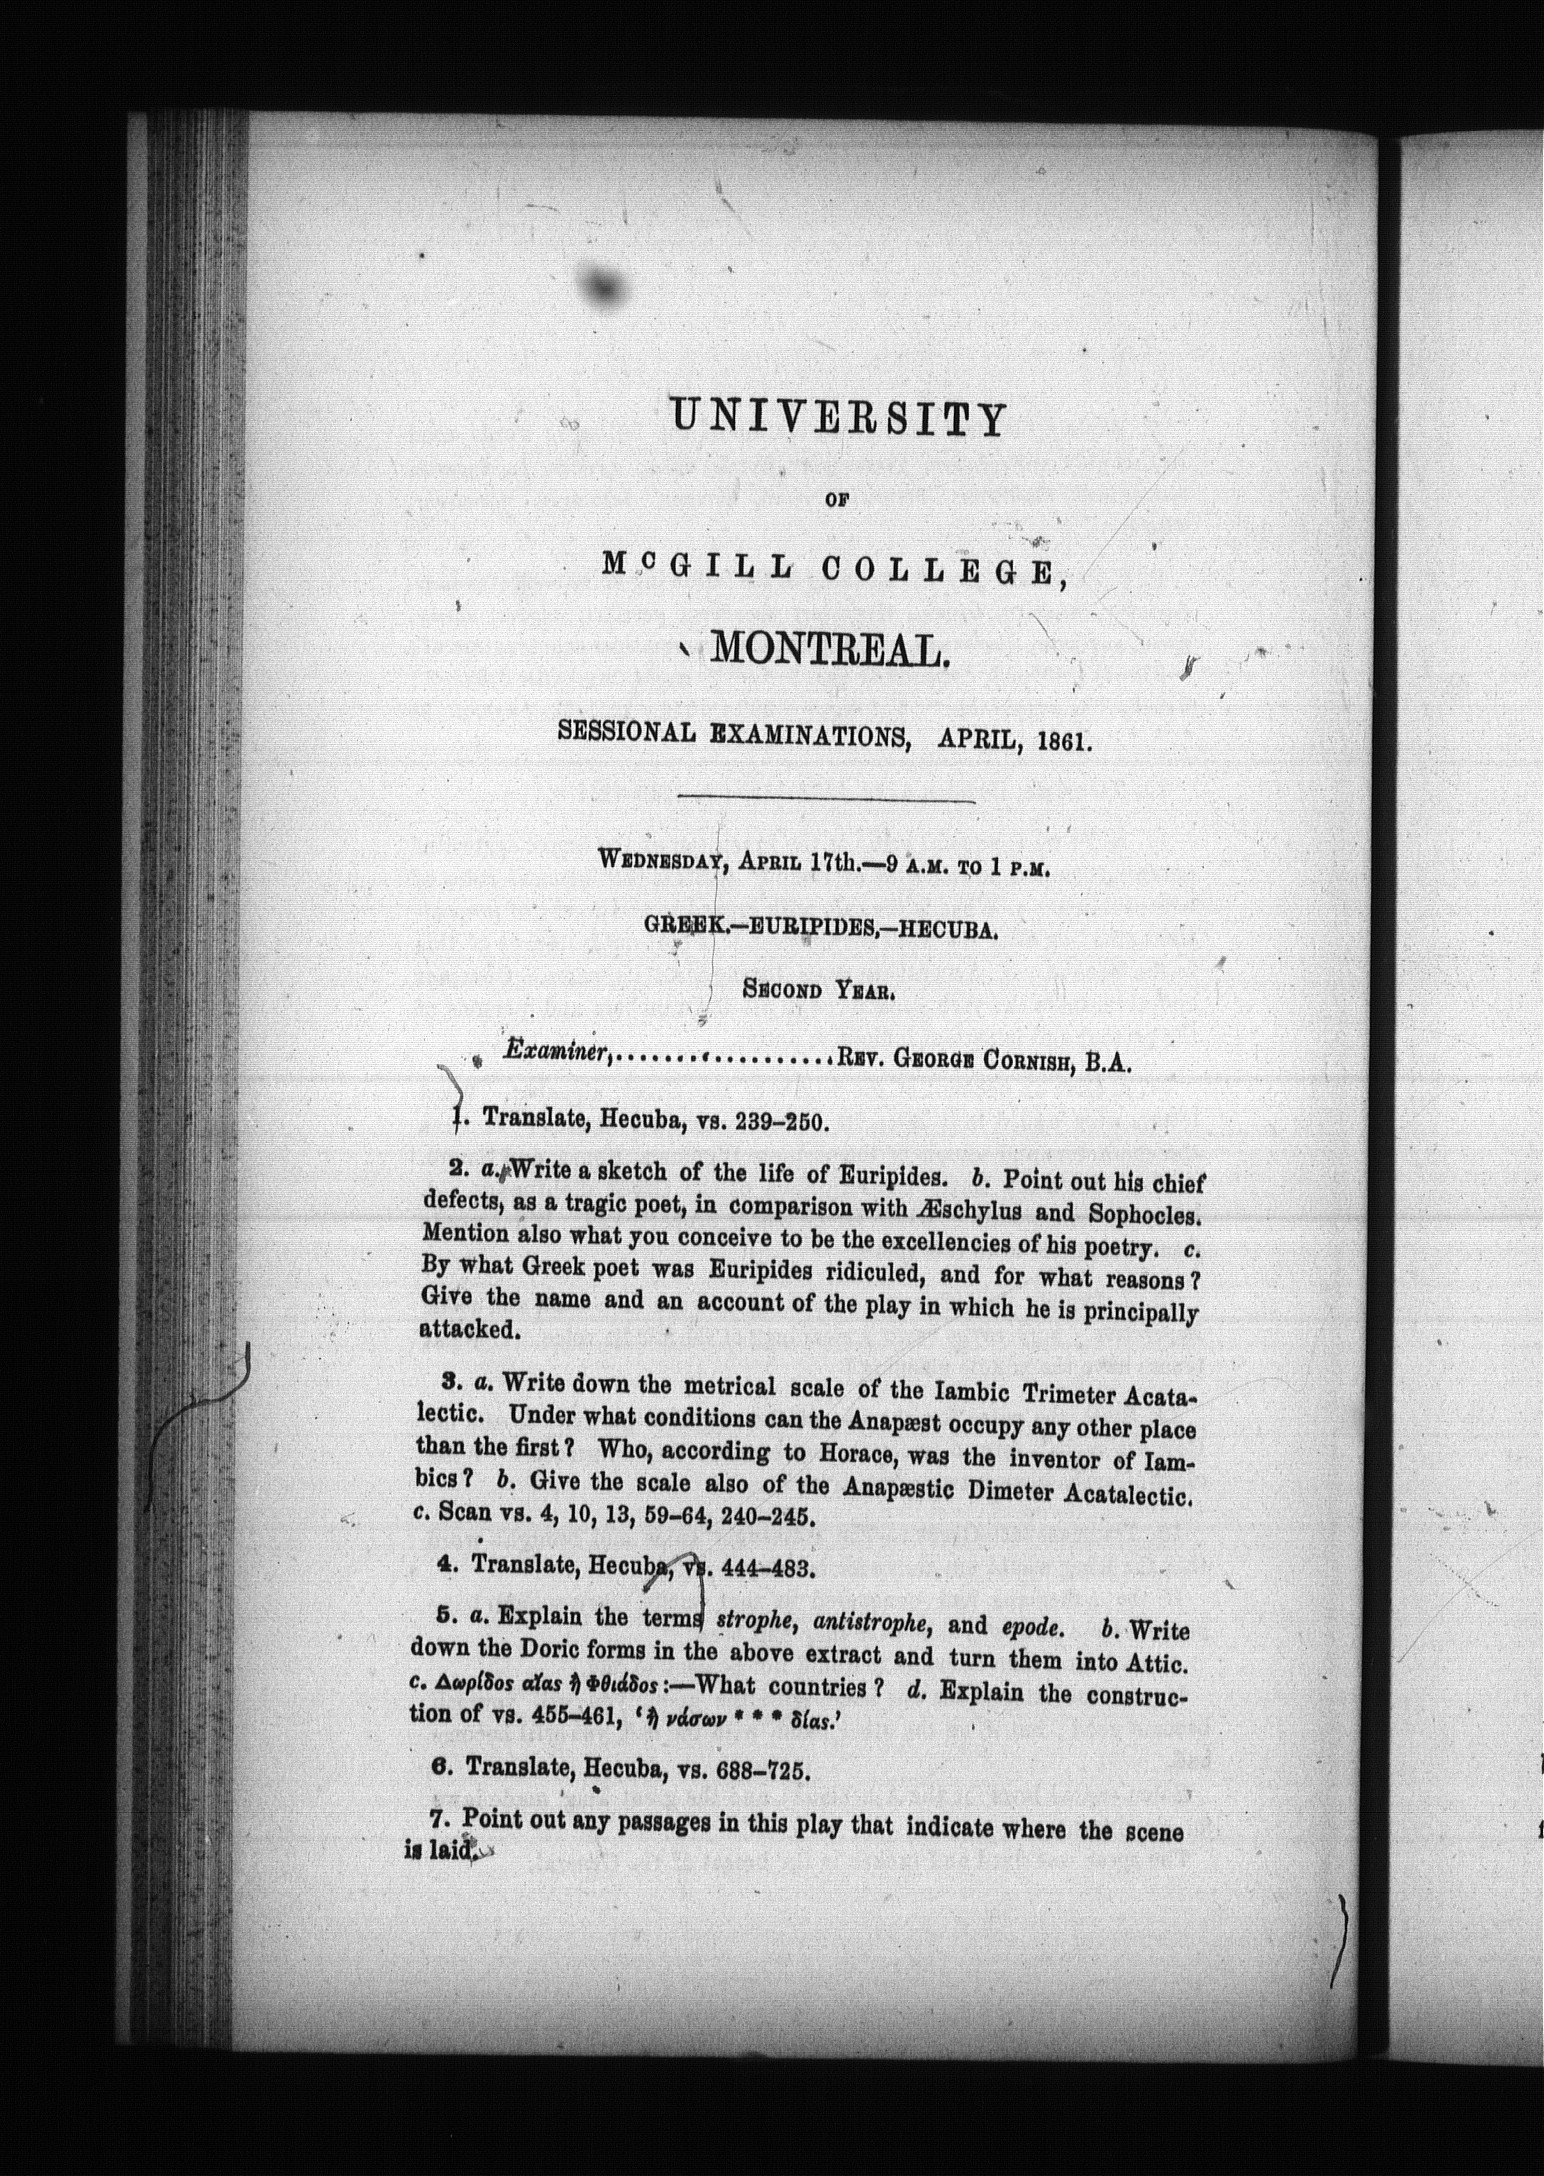 UNIVERSITY
OF
McGILL COLLEGE,
MONTREAL.
SESSIONAL EXAMINATIONS, APRIL, 1861.
WEDNESDAY, APRIL 17th.—9 A.M. TO 1 P.M.
GREEK.—EURIPIDES,—HECUBA.
SECOND YEAR.
Examiner,...................REV. GEORGE CORNISH, B.A.
1. Translate, Hecuba, vs. 239–250.
2. a. Write a sketch of the life of Euripides. b. Point out his chief
defects, as a tragic poet, in comparison with Æschylus and Sophocles.
Mention also what you conceive to be the excellencies of his poetry. c.
By what Greek poet was Euripides ridiculed, and for what reasons?
Give the name and an account of the play in which he is principally
attacked.
3. a. Write down the metrical scale of the Iambic Trimeter Acata-
lectic. Under what conditions can the Anapæst occupy any other place
than the first? Who, according to Horace, was the inventor of Iam-
bics? b. Give the scale also of the Anapæstic Dimeter Acatalectic.
c. Scan vs. 4, 10, 13, 59–64, 240–245.
4. Translate, Hecuba, vs. 444–483.
5. a. Explain the terms strophe, antistrophe, and epode. b. Write
down the Doric forms in the above extract and turn them into Attic.
c. Δωρίδος αἴας ἢ Φθιάδος:—What countries? d. Explain the construc-
tion of vs. 455–461, ‘ἢ νάσων * * * δίας.’
6. Translate, Hecuba, vs. 688–725.
7. Point out any passages in this play that indicate where the scene
is laid.